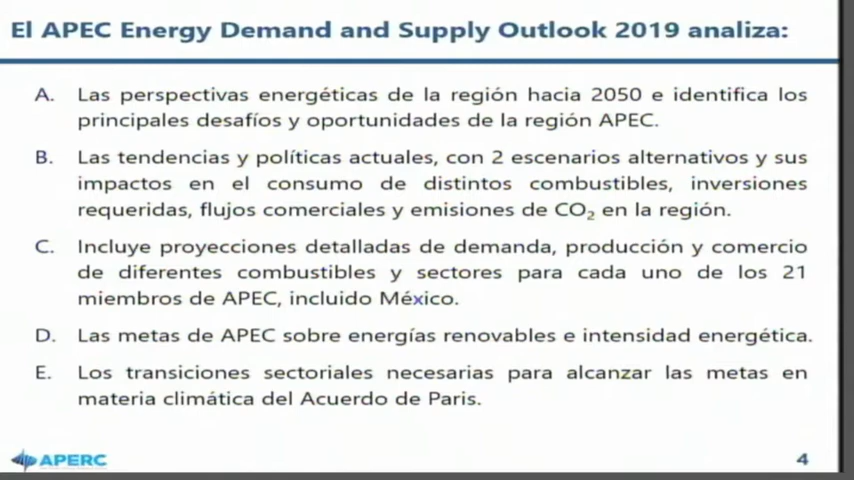 El APEC Energy Demand and Supply Outlook 2019 analiza:
A. Las perspectivas energéticas de la región hacia 2050 e identifica los
principales desafíos y oportunidades de la región APEC.
B. Las tendencias y políticas actuales, con 2 escenarios alternativos y sus
impactos en el consumo de distintos combustibles, inversiones
requeridas, flujos comerciales y emisiones de CO₂ en la región.
C. Incluye proyecciones detalladas de demanda, producción y comercio
de diferentes combustibles y sectores para cada uno de los 21
miembros de APEC, incluido México.
D. Las metas de APEC sobre energías renovables e intensidad energética.
E. Los transiciones sectoriales necesarias para alcanzar las metas en
materia climática del Acuerdo de Paris.
APERC
4